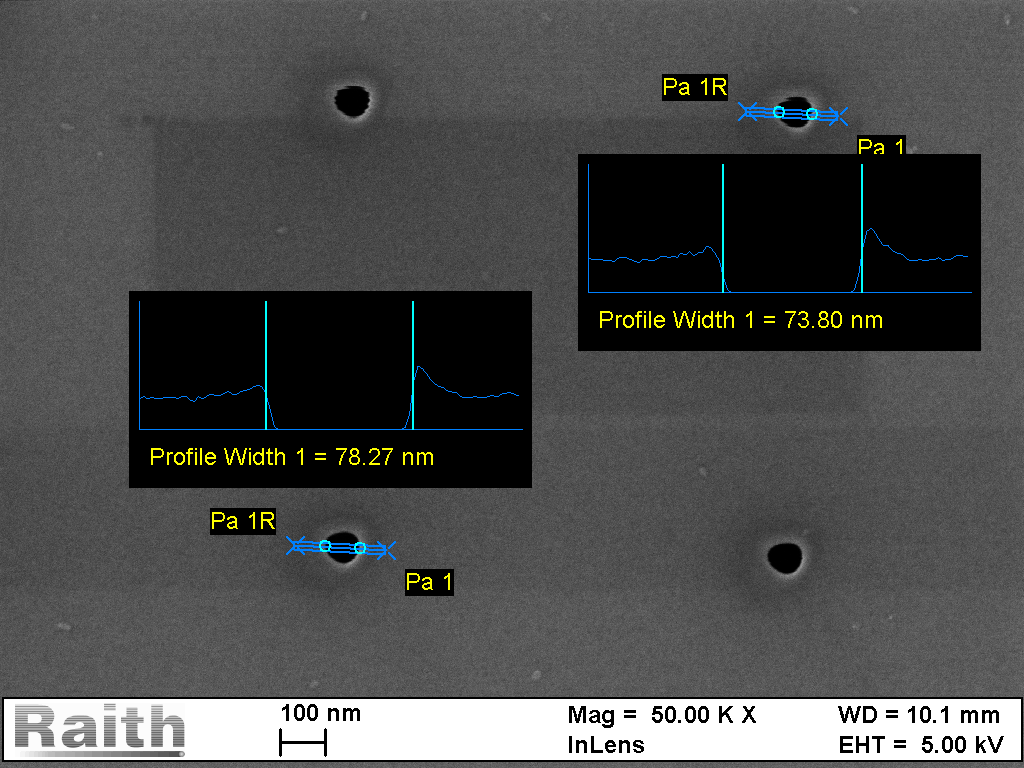 Pa 1R
Pa 1
Profile Width 1 = 73.80 nm
Profile Width 1 = 78.27 nm
Pa 1R
Pa 1
Raith
100 nm
Mag = 50.00 K X
WD = 10.1 mm
InLens
EHT = 5.00 kV